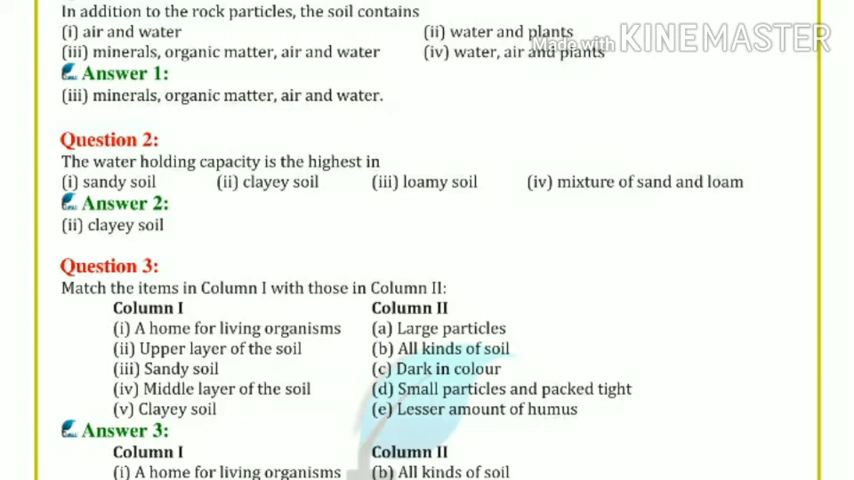 In addition to the rock particles, the soil contains
(i) air and water (ii) water and plants
Made with KINEMASTER
(iii) minerals, organic matter, air and water (iv) water, air and plants
Answer 1:
(iii) minerals, organic matter, air and water.
Question 2:
The water holding capacity is the highest in
(i) sandy soil (ii) clayey soil (iii) loamy soil (iv) mixture of sand and loam
Answer 2:
(ii) clayey soil
Question 3:
Match the items in Column I with those in Column II:
Column I Column II
(i) A home for living organisms (a) Large particles
(ii) Upper layer of the soil (b) All kinds of soil
(iii) Sandy soil (c) Dark in colour
(iv) Middle layer of the soil (d) Small particles and packed tight
(v) Clayey soil (e) Lesser amount of humus
Answer 3:
Column I Column II
(i) A home for living organisms (b) All kinds of soil